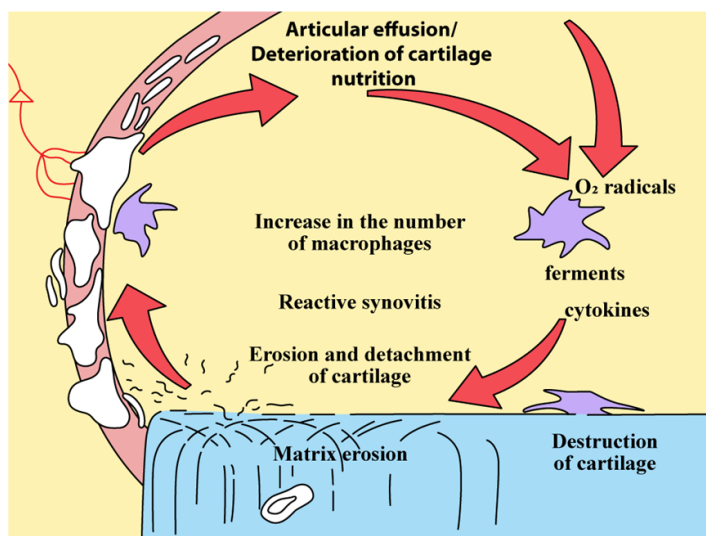 Articular effusion/
Deterioration of cartilage
nutrition
O₂ radicals
Increase in the number
of macrophages
ferments
Reactive synovitis
cytokines
Erosion and detachment
of cartilage
Matrix erosion
Destruction
of cartilage